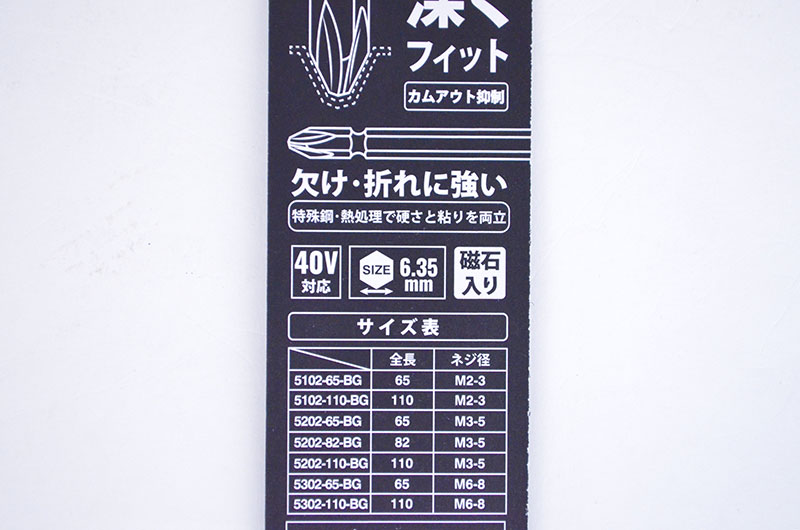 深く
フィット
カムアウト抑制
欠け・折れに強い
特殊鋼・熱処理で硬さと粘りを両立
40V
対応
SIZE
6.35
mm
磁石
入り
サイズ表
全長 ネジ径
5102-65-BG 65 M2-3
5102-110-BG 110 M2-3
5202-65-BG 65 M3-5
5202-82-BG 82 M3-5
5202-110-BG 110 M3-5
5302-65-BG 65 M6-8
5302-110-BG 110 M6-8